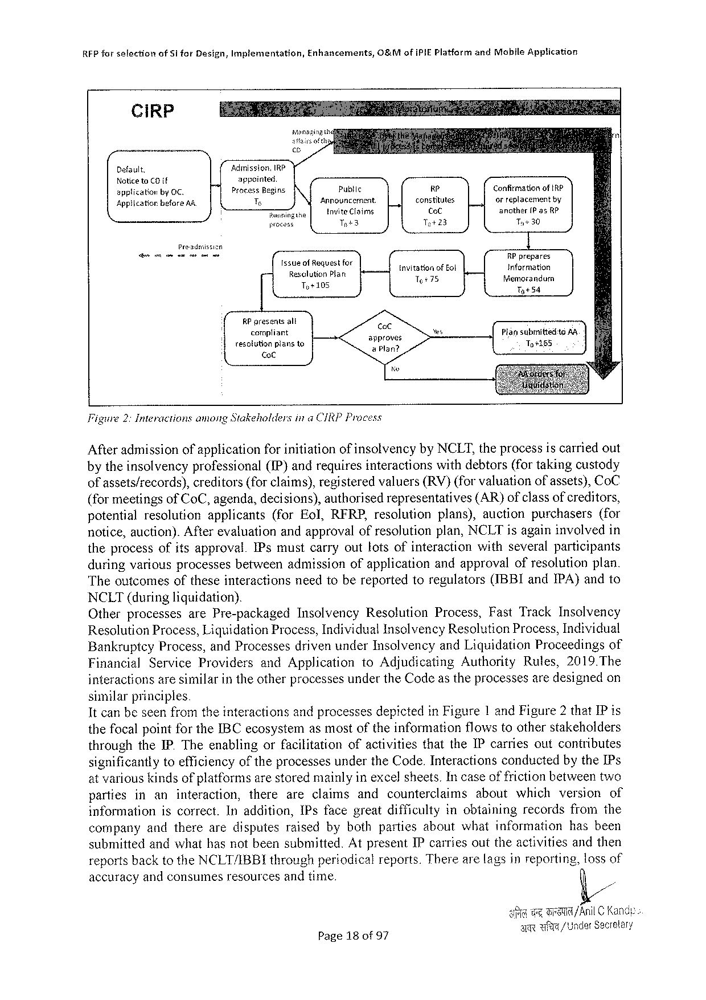 RFP for selection of SI for Design, Implementation, Enhancements, O&M of iPIE Platform and Mobile Application
CIRP
Managing the
affairs of the
CD
Default.
Notice to CD if
application by OC.
Application before AA.
Admission, IRP
appointed.
Process Begins
T0
Running the
process
Public
Announcement.
Invite Claims
T0+3
RP
constitutes
CoC
T0+23
Confirmation of IRP
or replacement by
another IP as RP
T0+30
Pre-admission
Issue of Request for
Resolution Plan
T0+105
Invitation of EoI
T0+75
RP prepares
Information
Memorandum
T0+54
RP presents all
compliant
resolution plans to
CoC
CoC
approves
a Plan?
Yes
Plan submitted to AA
T0+165
No
AA orders for
Liquidation
Figure 2: Interactions among Stakeholders in a CIRP Process
After admission of application for initiation of insolvency by NCLT, the process is carried out
by the insolvency professional (IP) and requires interactions with debtors (for taking custody
of assets/records), creditors (for claims), registered valuers (RV) (for valuation of assets), CoC
(for meetings of CoC, agenda, decisions), authorised representatives (AR) of class of creditors,
potential resolution applicants (for EoI, RFRP, resolution plans), auction purchasers (for
notice, auction). After evaluation and approval of resolution plan, NCLT is again involved in
the process of its approval. IPs must carry out lots of interaction with several participants
during various processes between admission of application and approval of resolution plan.
The outcomes of these interactions need to be reported to regulators (IBBI and IPA) and to
NCLT (during liquidation).
Other processes are Pre-packaged Insolvency Resolution Process, Fast Track Insolvency
Resolution Process, Liquidation Process, Individual Insolvency Resolution Process, Individual
Bankruptcy Process, and Processes driven under Insolvency and Liquidation Proceedings of
Financial Service Providers and Application to Adjudicating Authority Rules, 2019.The
interactions are similar in the other processes under the Code as the processes are designed on
similar principles.
It can be seen from the interactions and processes depicted in Figure 1 and Figure 2 that IP is
the focal point for the IBC ecosystem as most of the information flows to other stakeholders
through the IP. The enabling or facilitation of activities that the IP carries out contributes
significantly to efficiency of the processes under the Code. Interactions conducted by the IPs
at various kinds of platforms are stored mainly in excel sheets. In case of friction between two
parties in an interaction, there are claims and counterclaims about which version of
information is correct. In addition, IPs face great difficulty in obtaining records from the
company and there are disputes raised by both parties about what information has been
submitted and what has not been submitted. At present IP carries out the activities and then
reports back to the NCLT/IBBI through periodical reports. There are lags in reporting, loss of
accuracy and consumes resources and time.
अनिल चन्द्र काण्डपाल/Anil C Kandp
अवर सचिव/Under Secretary
Page 18 of 97